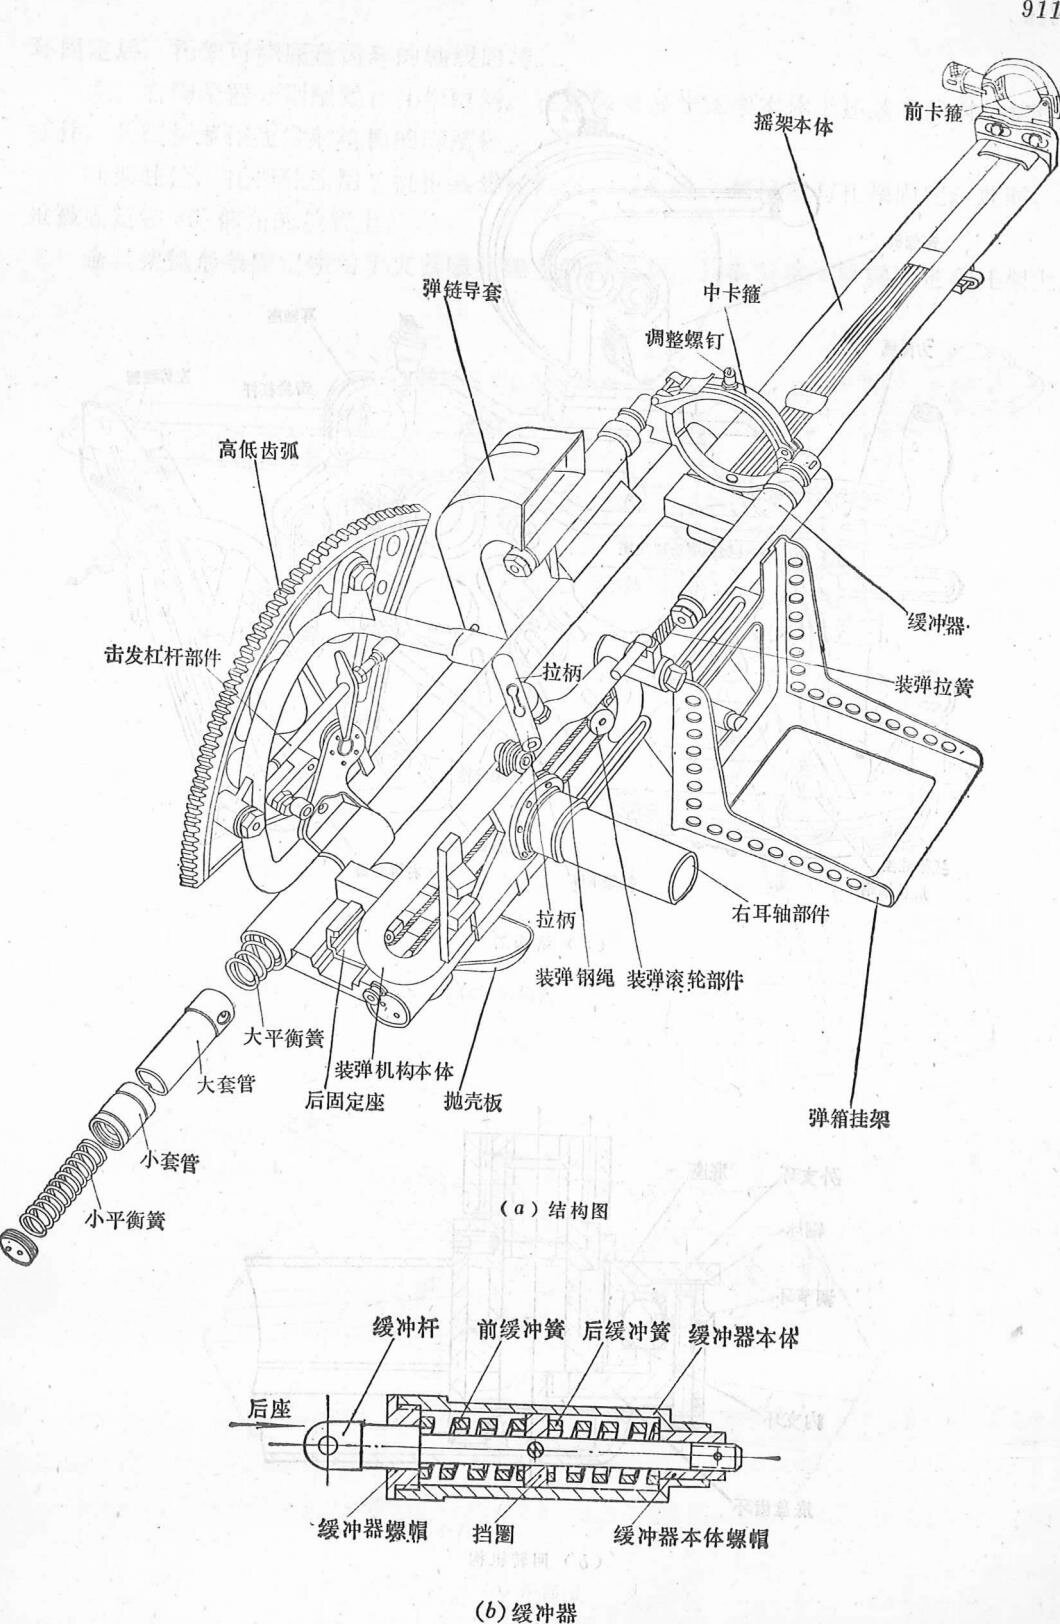 911
前卡箍
摇架本体
弹链导套
中卡箍
调整螺钉
高低齿弧
缓冲器
击发杠杆部件
拉柄
装弹拉簧
右耳轴部件
拉柄
装弹钢绳
装弹滚轮部件
大平衡簧
装弹机构本体
大套管
后固定座
抛壳板
弹箱挂架
小套管
小平衡簧
(a) 结构图
缓冲杆
前缓冲簧
后缓冲簧
缓冲器本体
后座
缓冲器螺帽
挡圈
缓冲器本体螺帽
(b) 缓冲器